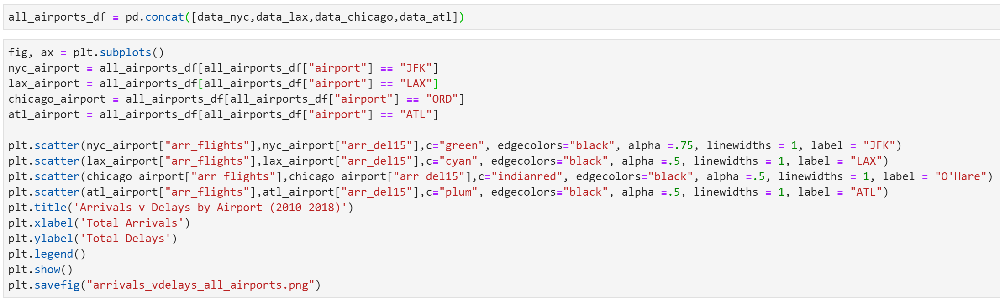 all_airports_df = pd.concat([data_nyc,data_lax,data_chicago,data_atl])
fig, ax = plt.subplots()
nyc_airport = all_airports_df[all_airports_df["airport"] == "JFK"]
lax_airport = all_airports_df[all_airports_df["airport"] == "LAX"]
chicago_airport = all_airports_df[all_airports_df["airport"] == "ORD"]
atl_airport = all_airports_df[all_airports_df["airport"] == "ATL"]
plt.scatter(nyc_airport["arr_flights"],nyc_airport["arr_del15"],c="green", edgecolors="black", alpha =.75, linewidths = 1, label = "JFK")
plt.scatter(lax_airport["arr_flights"],lax_airport["arr_del15"],c="cyan", edgecolors="black", alpha =.5, linewidths = 1, label = "LAX")
plt.scatter(chicago_airport["arr_flights"],chicago_airport["arr_del15"],c="indianred", edgecolors="black", alpha =.5, linewidths = 1, label = "O'Hare")
plt.scatter(atl_airport["arr_flights"],atl_airport["arr_del15"],c="plum", edgecolors="black", alpha =.5, linewidths = 1, label = "ATL")
plt.title('Arrivals v Delays by Airport (2010-2018)')
plt.xlabel('Total Arrivals')
plt.ylabel('Total Delays')
plt.legend()
plt.show()
plt.savefig("arrivals_vdelays_all_airports.png")